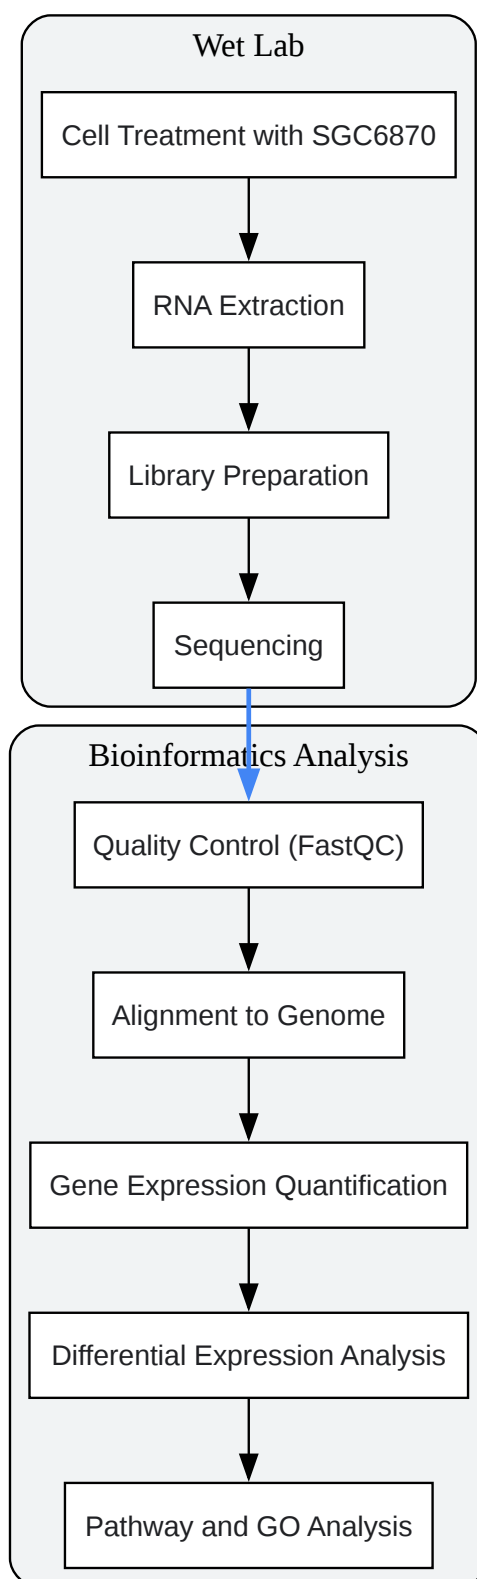 Wet Lab
Cell Treatment with SGC6870
RNA Extraction
Library Preparation
Sequencing
Bioinformatics Analysis
Quality Control (FastQC)
Alignment to Genome
Gene Expression Quantification
Differential Expression Analysis
Pathway and GO Analysis